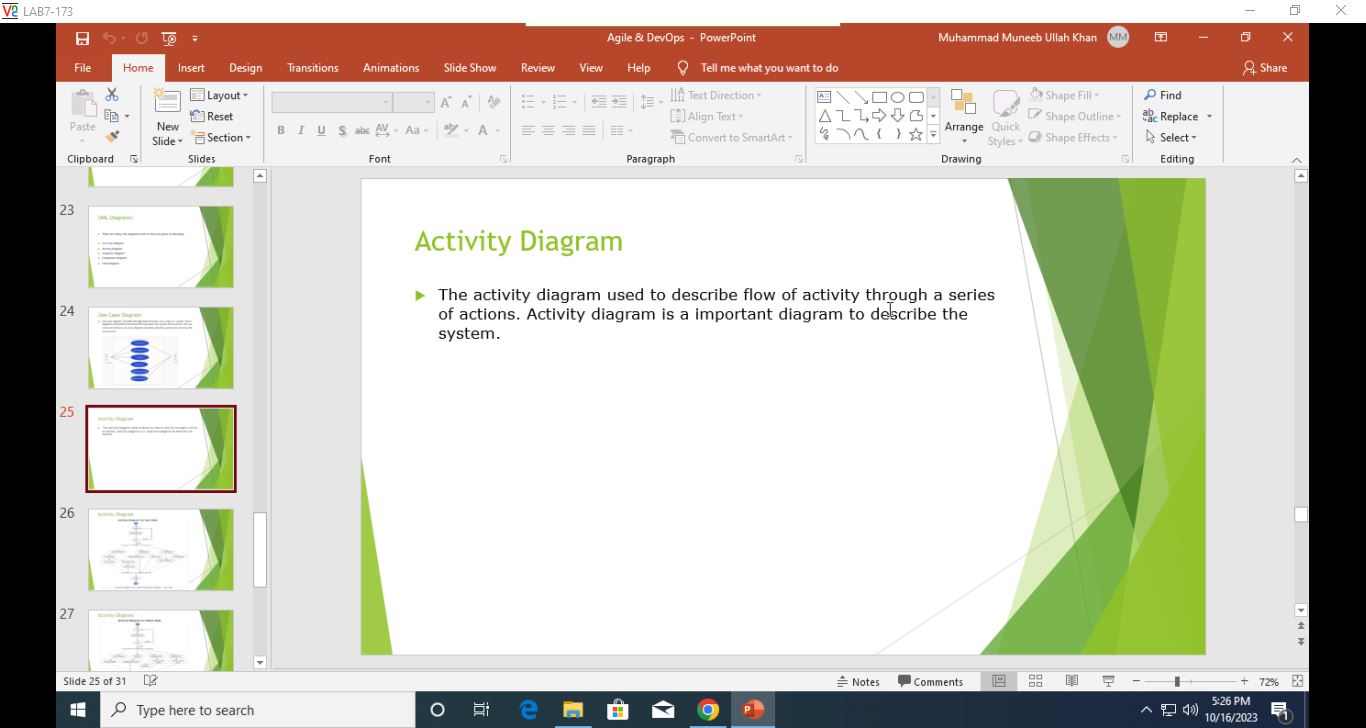 LAB7-173
Agile & DevOps - PowerPoint
Muhammad Muneeb Ullah Khan
MM
File Home Insert Design Transitions Animations Slide Show Review View Help Tell me what you want to do Share
Paste
New Slide
Layout
Reset
Section
Clipboard
Slides
B I U S abc AV Aa A
Font
Text Direction
Align Text
Convert to SmartArt
Paragraph
Arrange
Quick Styles
Shape Fill
Shape Outline
Shape Effects
Drawing
Find
Replace
Select
Editing
23
UML Diagrams:
24
Use Case Diagram
25
Activity Diagram
26
Activity Diagram
27
Activity Diagram
Activity Diagram
The activity diagram used to describe flow of activity through a series
of actions. Activity diagram is a important diagram to describe the
system.
Slide 25 of 31
Notes
Comments
72%
Type here to search
5:26 PM
10/16/2023
1